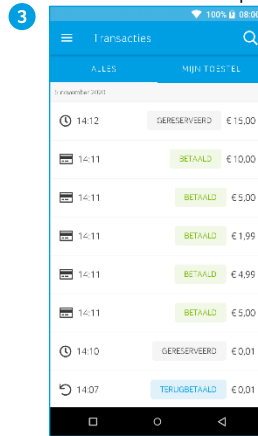 3
100% 08:00
Transacties
ALLES MIJN TOESTEL
5 november 2021
14:12 GERESERVEERD € 15,00
14:11 BETAALD € 10,00
14:11 BETAALD € 5,00
14:11 BETAALD € 1,99
14:11 BETAALD € 4,99
14:11 BETAALD € 5,00
14:10 GERESERVEERD € 0,01
14:07 TERUGBETAALD € 0,01